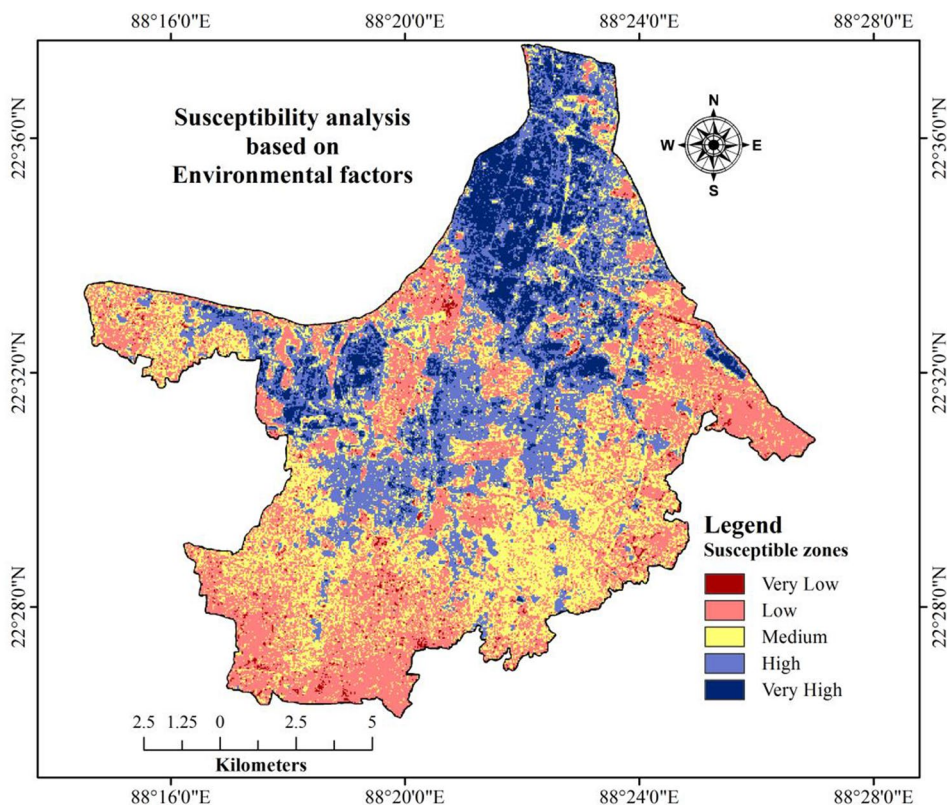 88°16'0"E 88°20'0"E 88°24'0"E 88°28'0"E
Susceptibility analysis
based on
Environmental factors
N
W E
S
22°36'0"N 22°36'0"N
22°32'0"N 22°32'0"N
22°28'0"N 22°28'0"N
Legend
Susceptible zones
Very Low
Low
Medium
High
Very High
2.5 1.25 0 2.5 5
Kilometers
88°16'0"E 88°20'0"E 88°24'0"E 88°28'0"E